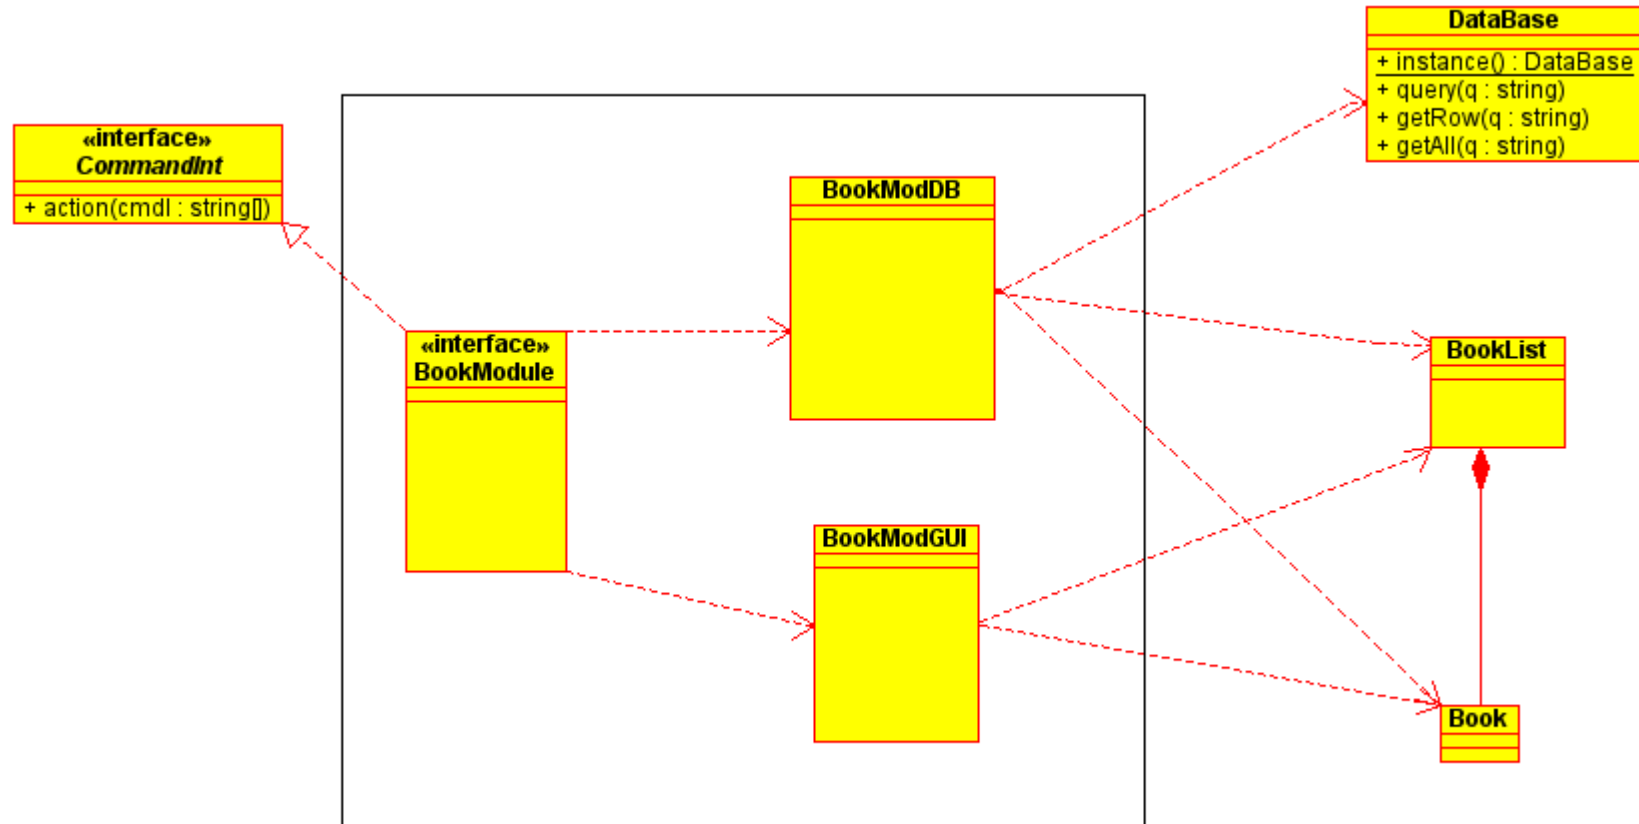 DataBase
+ instance() : DataBase
+ query(q : string)
+ getRow(q : string)
+ getAll(q : string)
«interface»
CommandInt
+ action(cmdl : string[])
BookModDB
«interface»
BookModule
BookList
BookModGUI
Book